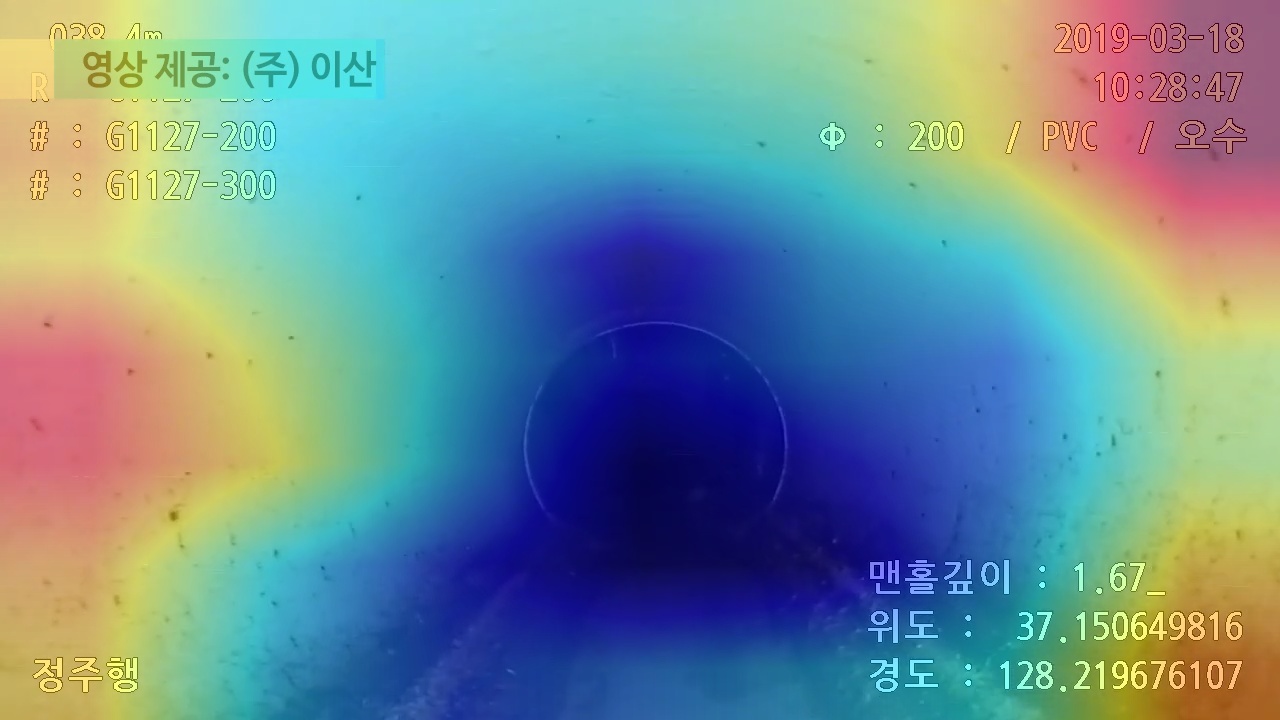 038.4m
영상 제공: (주) 이산
R
# : G1127-200
# : G1127-300
2019-03-18
10:28:47
Φ : 200 / PVC / 오수
맨홀깊이 : 1.67_
위도 : 37.150649816
경도 : 128.219676107
정주행